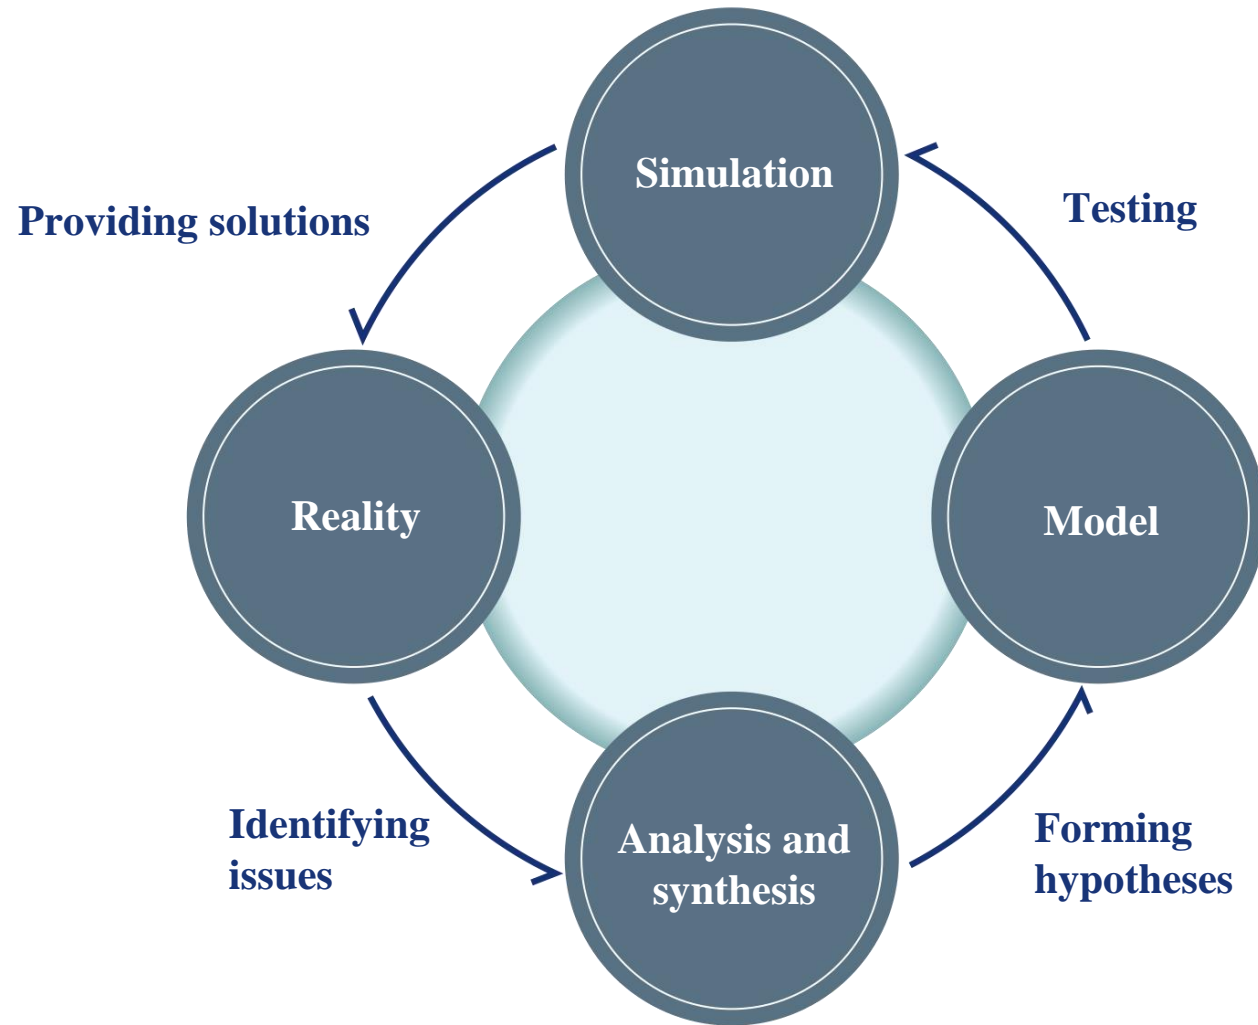 Simulation
Providing solutions
Testing
Reality
Model
Identifying
issues
Analysis and
synthesis
Forming
hypotheses